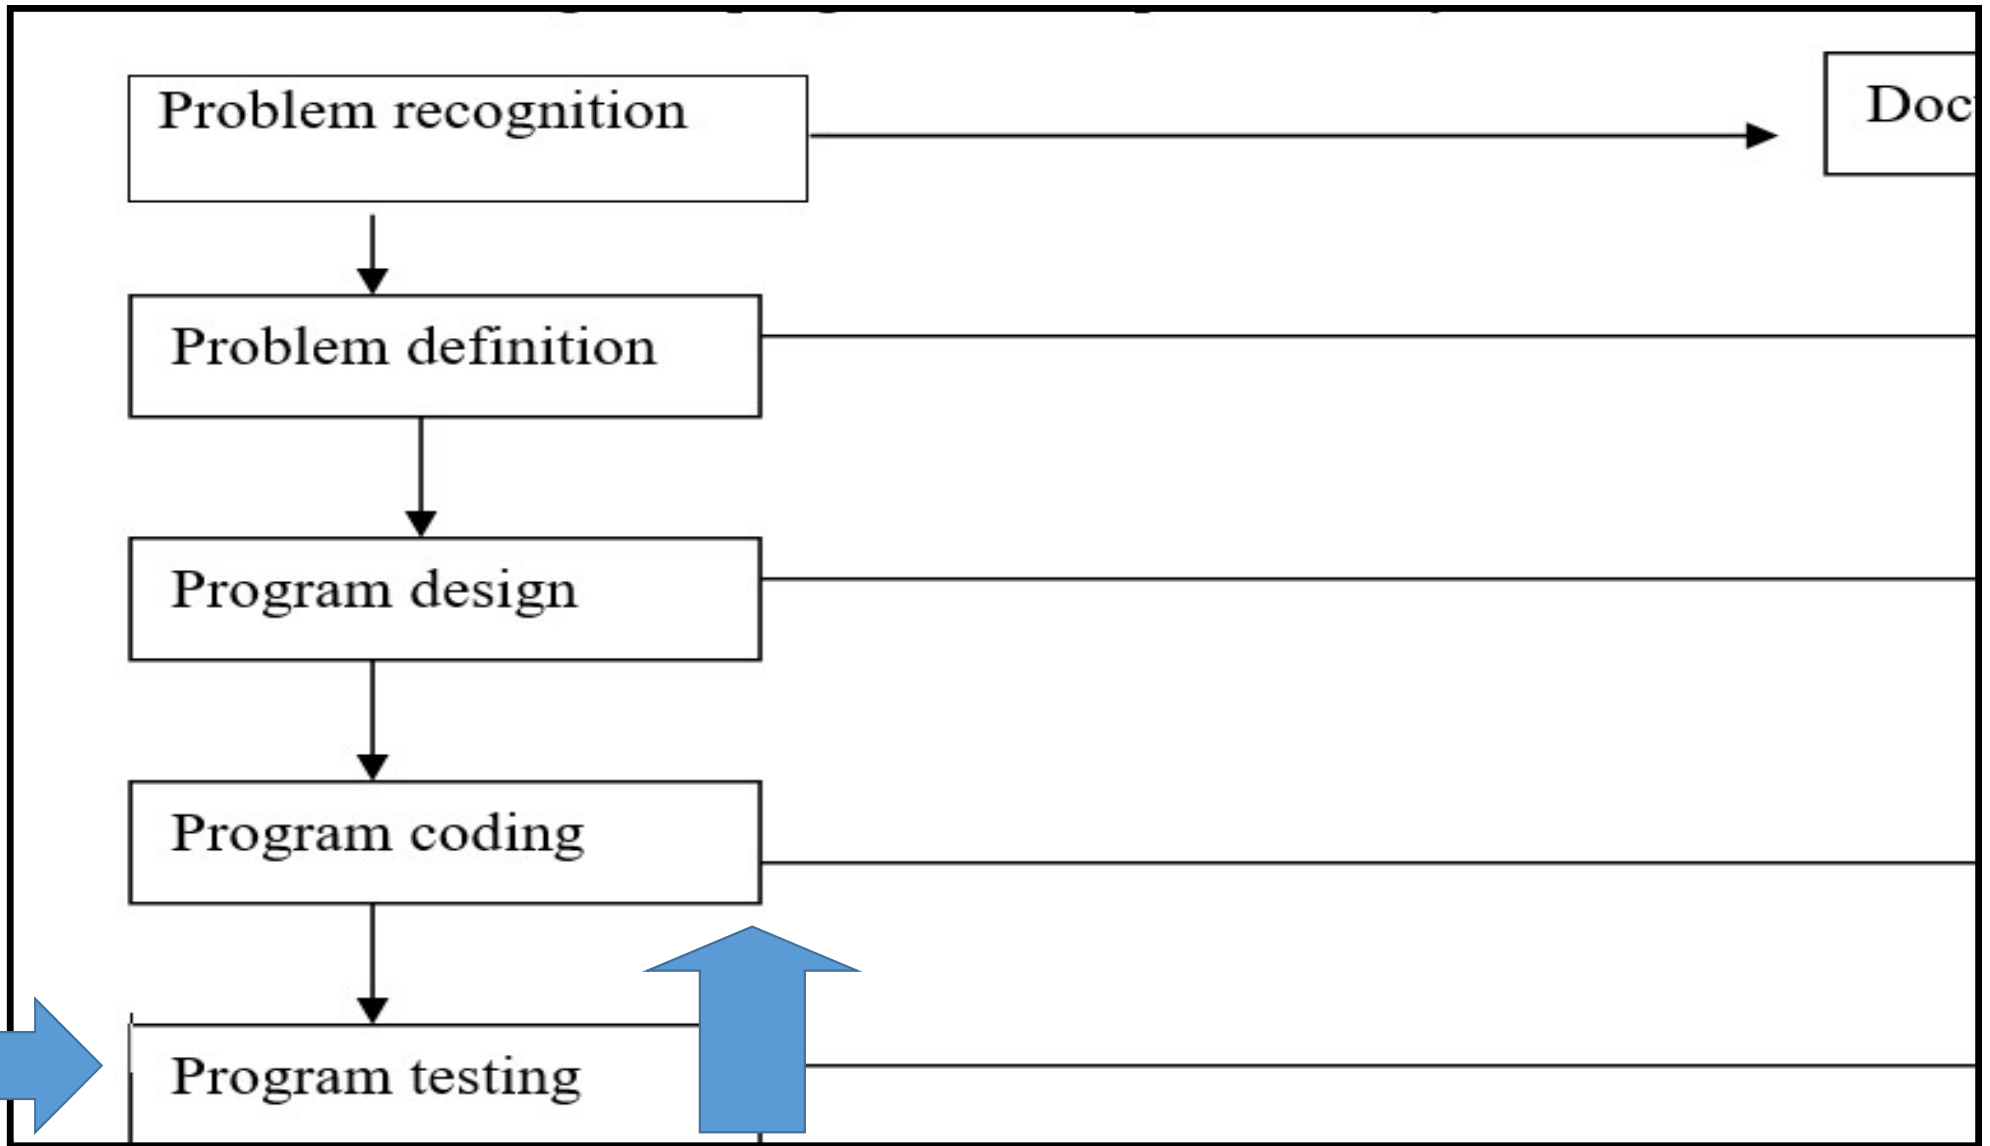 Problem recognition
Problem definition
Program design
Program coding
Program testing